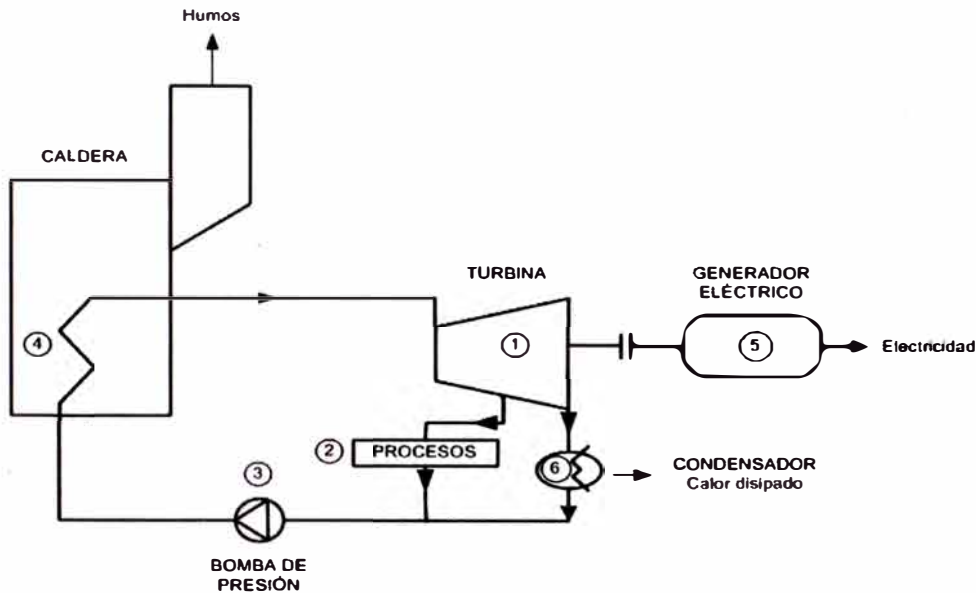 Humos
CALDERA
TURBINA
GENERADOR
ELÉCTRICO
4
1
5
Electricidad
2
PROCESOS
6
CONDENSADOR
Calor disipado
3
BOMBA DE
PRESIÓN